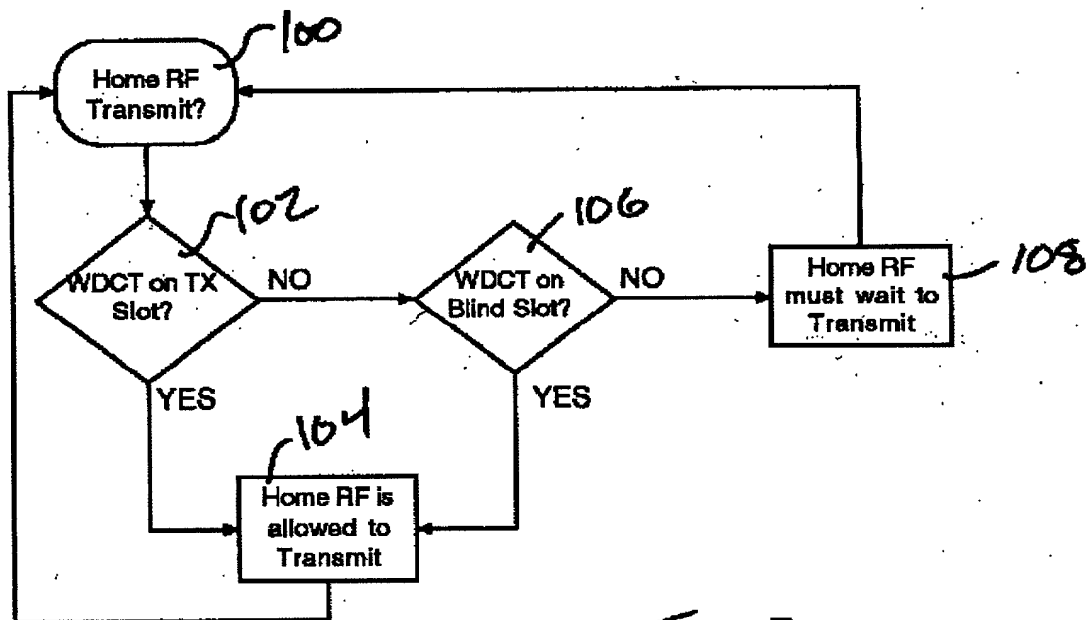 100
Home RF
Transmit?
102
WDCT on TX
Slot?
NO
YES
106
WDCT on
Blind Slot?
NO
YES
Home RF
must wait to
Transmit
108
104
Home RF is
allowed to
Transmit